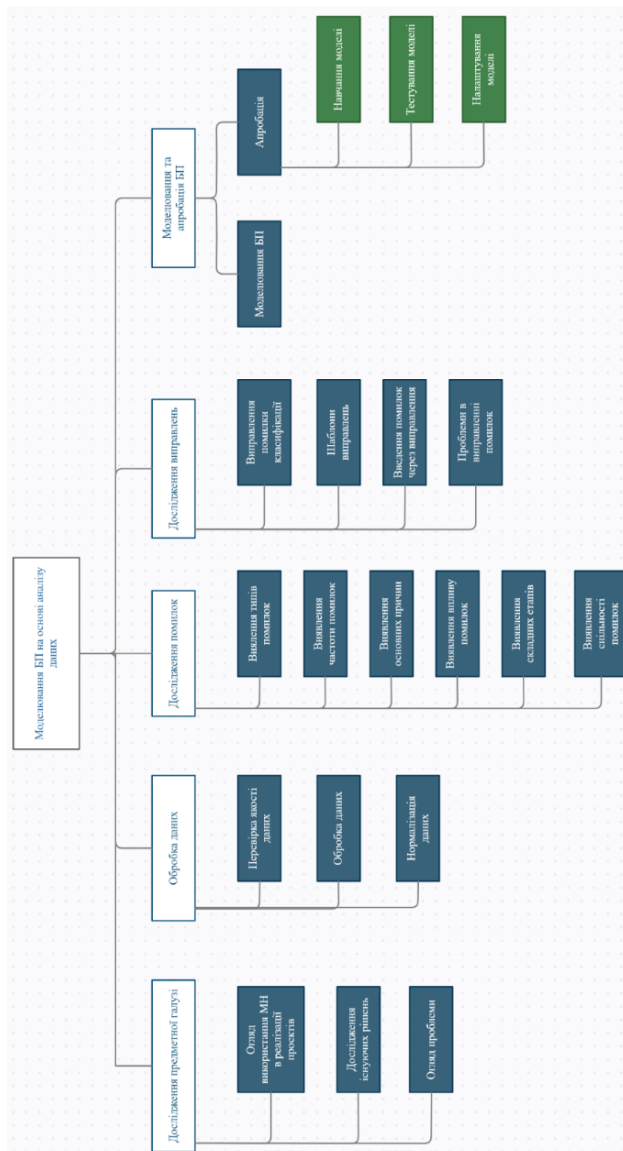 Моделювання БП на основі аналізу
даних
Дослідження предметної галузі
Огляд
використання МН
в реалізації
проєктів
Дослідження
існуючих рішень
Огляд проблеми
Обробка даних
Перевірка якості
даних
Обробка даних
Нормалізація
даних
Дослідження помилок
Виявлення типів
помилок
Виявлення
частоти помилок
Виявлення
основних причин
Виявлення впливу
помилок
Виявлення
складних етапів
Виявлення
спільності
помилок
Дослідження виправлень
Виправлення
помилки
класифікації
Шаблони
виправлень
Введення помилок
через виправлення
Проблеми в
виправленні
помилок
Моделювання та
апробація БП
Моделювання БП
Апробація
Навчання моделі
Тестування моделі
Налаштування
моделі